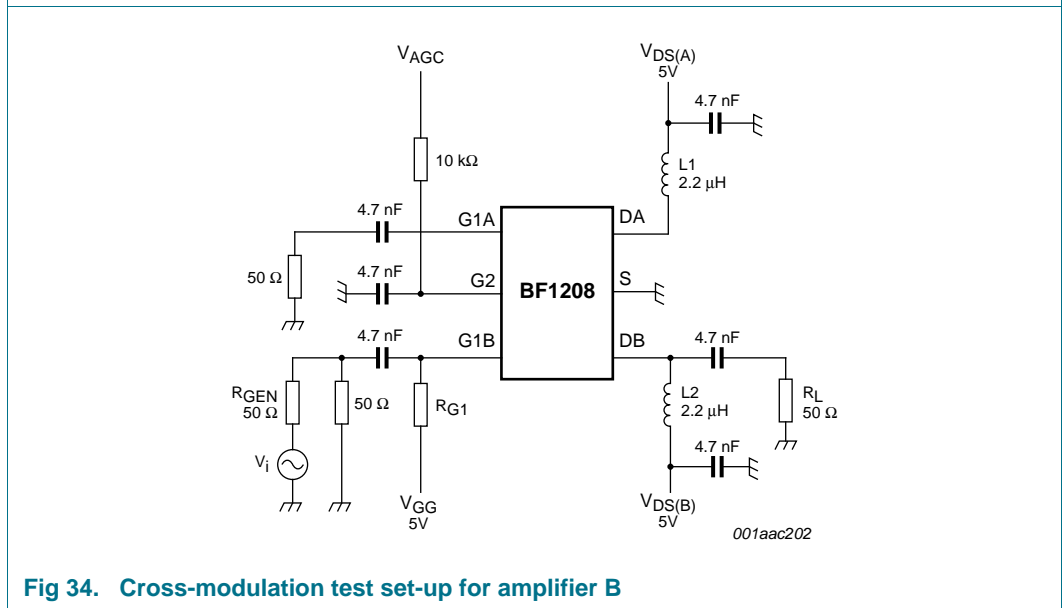 VAGC
VDS(A)
5V
4.7 nF
10 kΩ
L1
2.2 μH
4.7 nF
G1A
DA
50 Ω
4.7 nF
G2
BF1208
S
4.7 nF
G1B
DB
4.7 nF
RGEN
50 Ω
50 Ω
RG1
L2
2.2 μH
RL
50 Ω
Vi
4.7 nF
VGG
5V
VDS(B)
5V
001aac202
Fig 34. Cross-modulation test set-up for amplifier B